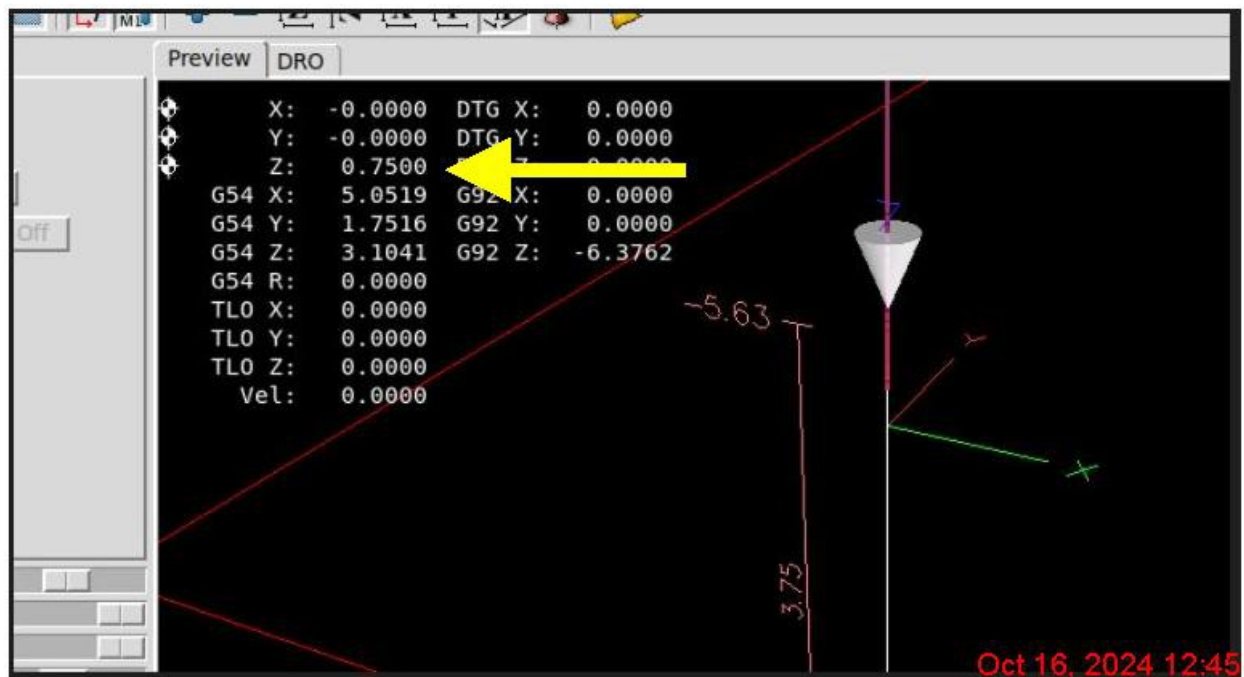 Preview DRO
X: -0.0000 DTG X: 0.0000
Y: -0.0000 DTG Y: 0.0000
Z: 0.7500
G54 X: 5.0519 G92 X: 0.0000
G54 Y: 1.7516 G92 Y: 0.0000
G54 Z: 3.1041 G92 Z: -6.3762
G54 R: 0.0000
TLO X: 0.0000
TLO Y: 0.0000
TLO Z: 0.0000
Vel: 0.0000
Off
Z
-5.63
Y
X
3.75
Oct 16, 2024 12:45